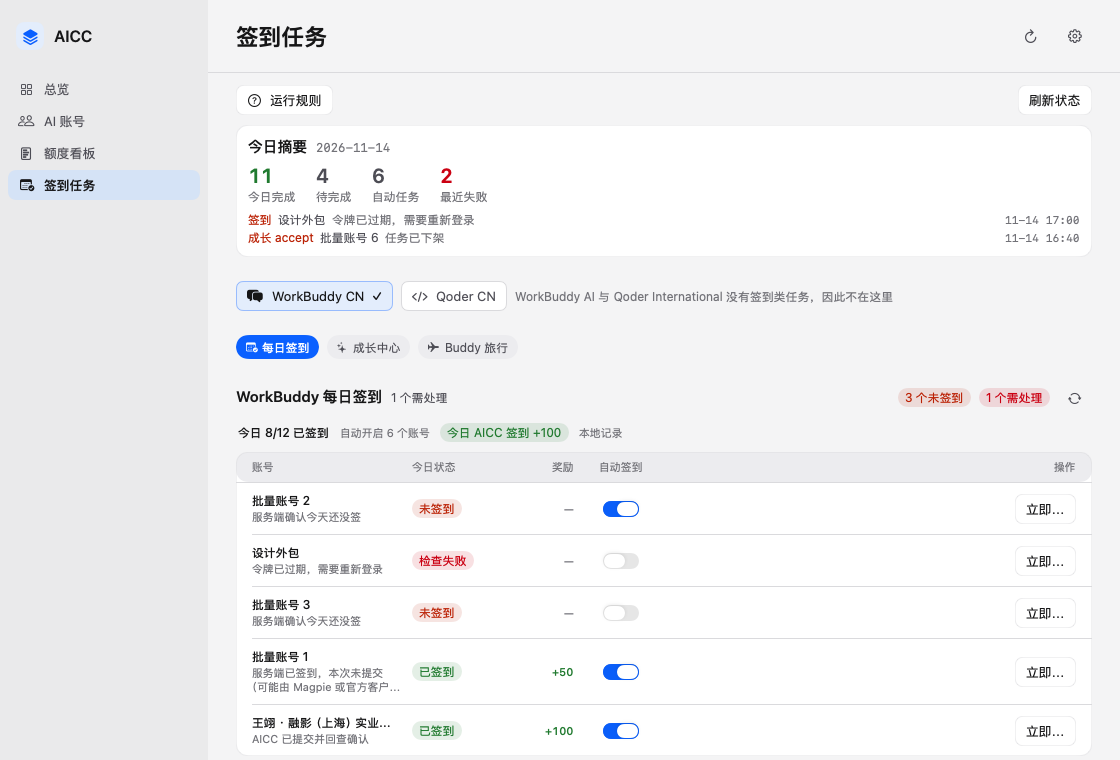 AICC
签到任务
总览
AI 账号
额度看板
签到任务
运行规则
刷新状态
今日摘要 2026-11-14
11 4 6 2
今日完成 待完成 自动任务 最近失败
签到 设计外包 令牌已过期，需要重新登录 11-14 17:00
成长 accept 批量账号 6 任务已下架 11-14 16:40
WorkBuddy CN Qoder CN WorkBuddy AI 与 Qoder International 没有签到类任务，因此不在这里
每日签到 成长中心 Buddy 旅行
WorkBuddy 每日签到 1 个需处理 3 个未签到 1 个需处理
今日 8/12 已签到 自动开启 6 个账号 今日 AICC 签到 +100 本地记录
账号 今日状态 奖励 自动签到 操作
批量账号 2
服务端确认今天还没签
未签到 — 立即...
设计外包
令牌已过期，需要重新登录
检查失败 — 立即...
批量账号 3
服务端确认今天还没签
未签到 — 立即...
批量账号 1
服务端已签到，本次未提交
(可能由 Magpie 或官方客户...
已签到 +50 立即...
王翊 · 融影（上海）实业...
AICC 已提交并回查确认
已签到 +100 立即...